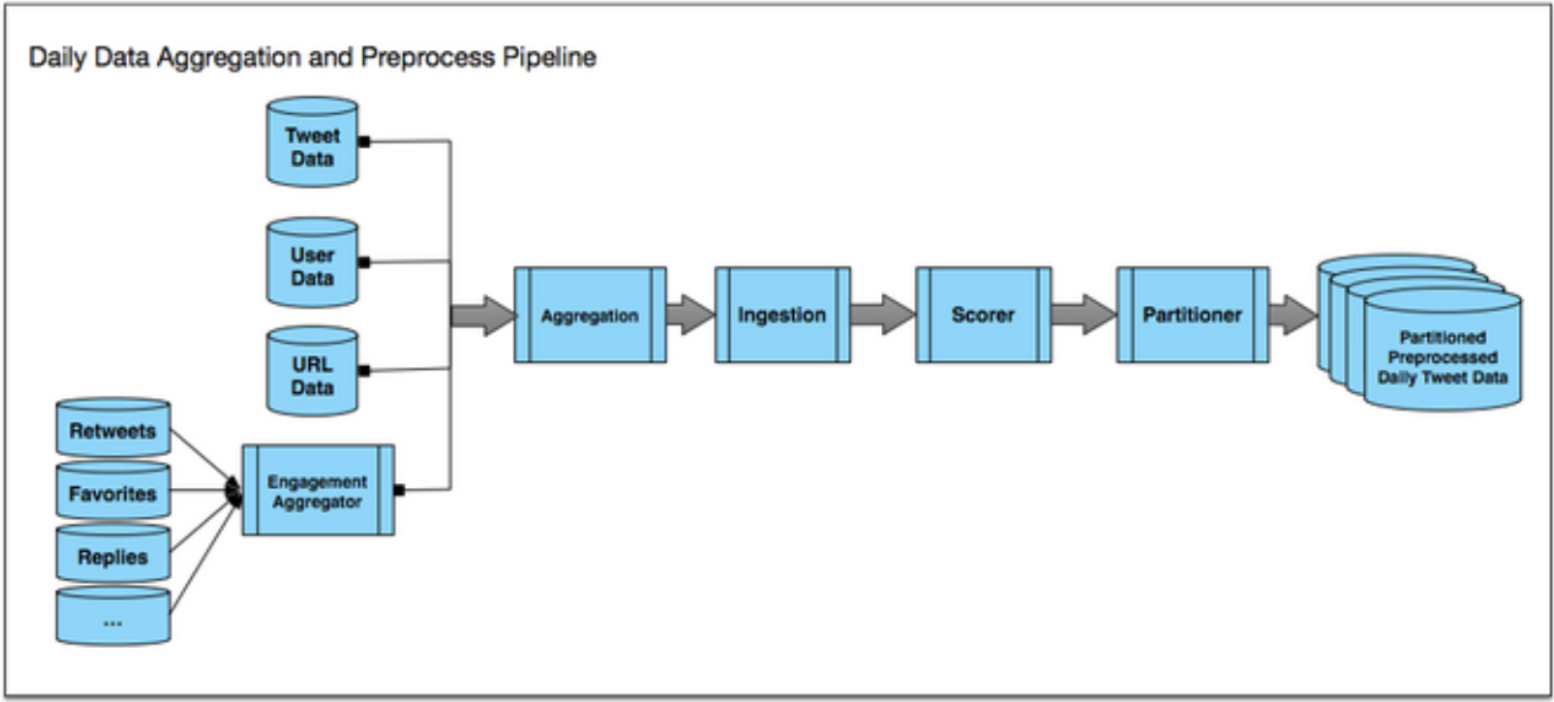 Daily Data Aggregation and Preprocess Pipeline
Tweet
Data
User
Data
URL
Data
Retweets
Favorites
Replies
...
Engagement
Aggregator
Aggregation
Ingestion
Scorer
Partitioner
Partitioned
Preprocessed
Daily Tweet Data